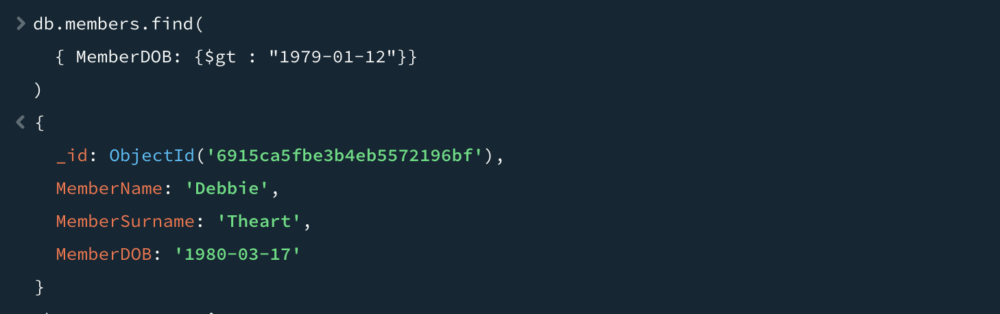 > db.members.find(
{ MemberDOB: {$gt : "1979-01-12"}}
)
< {
_id: ObjectId('6915ca5fbe3b4eb5572196bf'),
MemberName: 'Debbie',
MemberSurname: 'Theart',
MemberDOB: '1980-03-17'
}